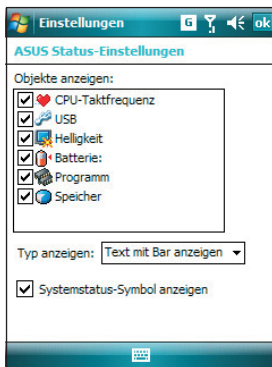 Einstellungen G ok
ASUS Status-Einstellungen
Objekte anzeigen:
CPU-Taktfrequenz
USB
Helligkeit
Batterie:
Programm
Speicher
Typ anzeigen: Text mit Bar anzeigen
Systemstatus-Symbol anzeigen